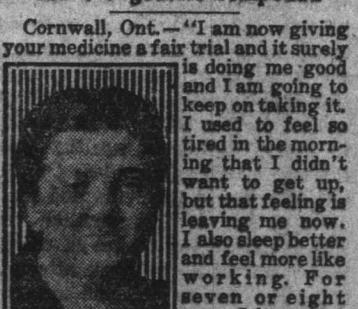 Cornwall, Ont.—"I am now giving
your medicine a fair trial and it surely
is doing me good
and I am going to
keep on taking it.
I used to feel so
tired in the morn-
ing that I didn't
want to get up,
but that feeling is
leaving me now.
I also sleep better
and feel more like
working. For
seven or eight